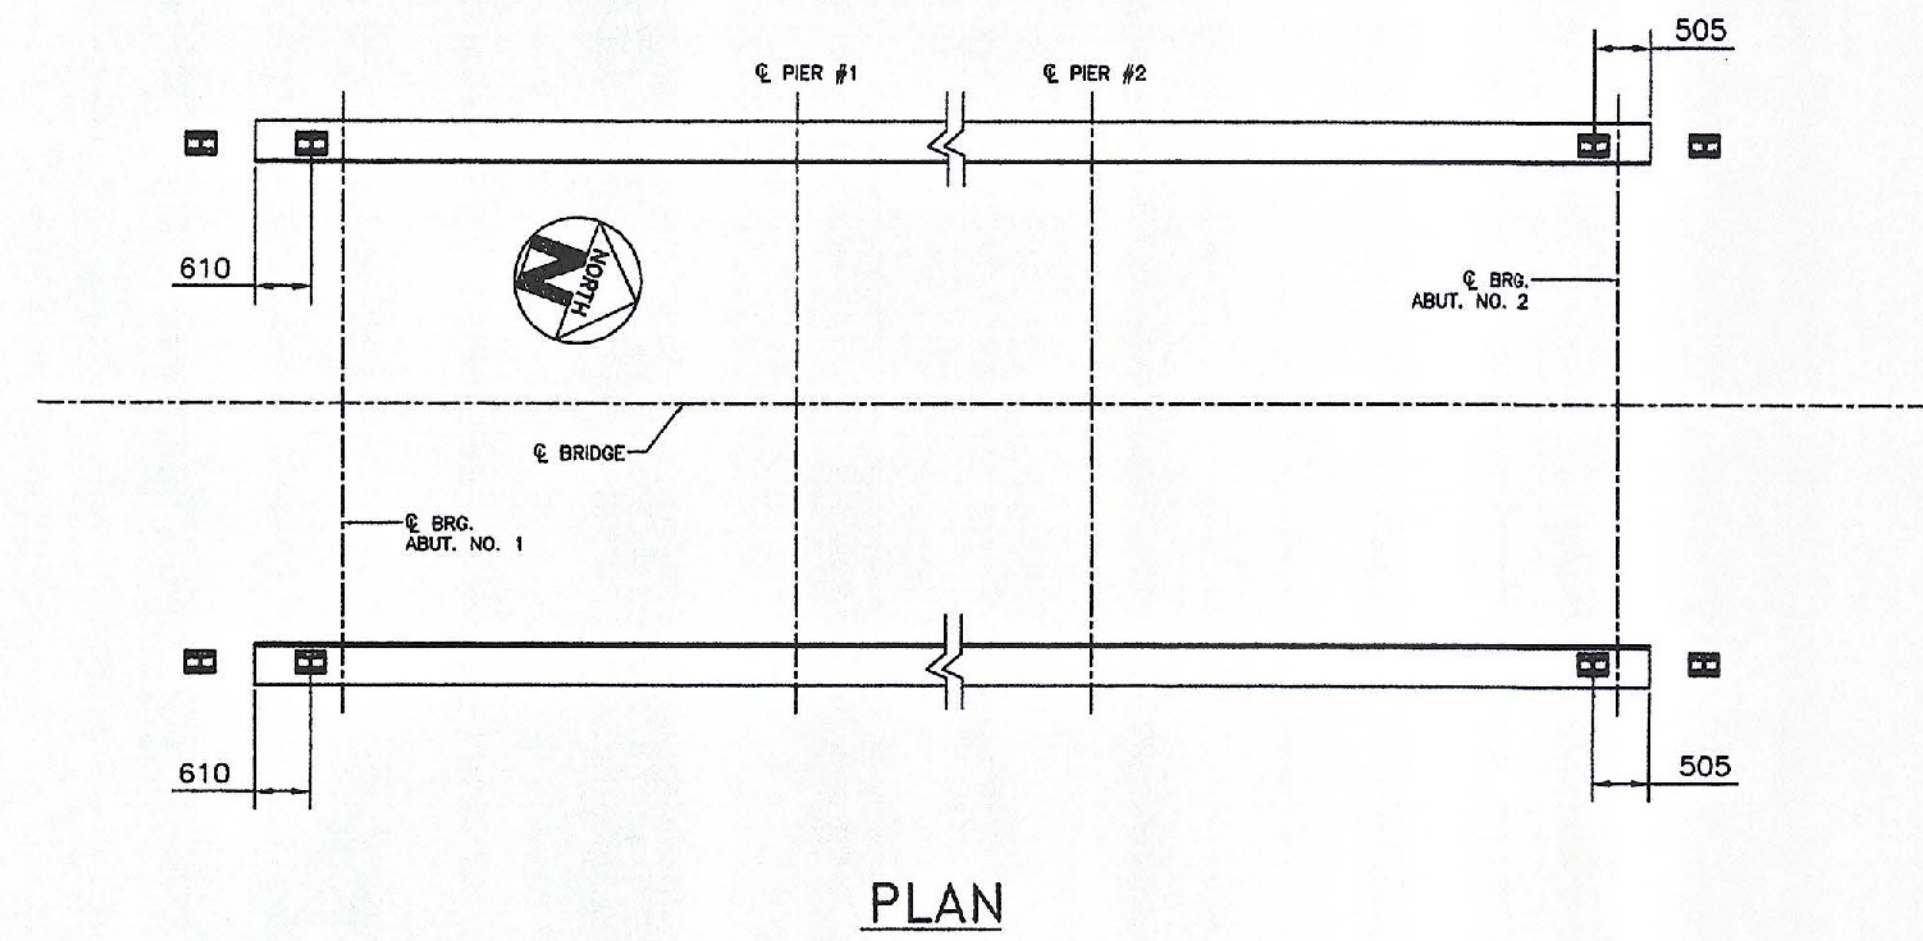 505
℄ PIER #1
℄ PIER #2
610
N
NORTH
℄ BRG.
ABUT. NO. 2
℄ BRIDGE
℄ BRG.
ABUT. NO. 1
610
505
PLAN